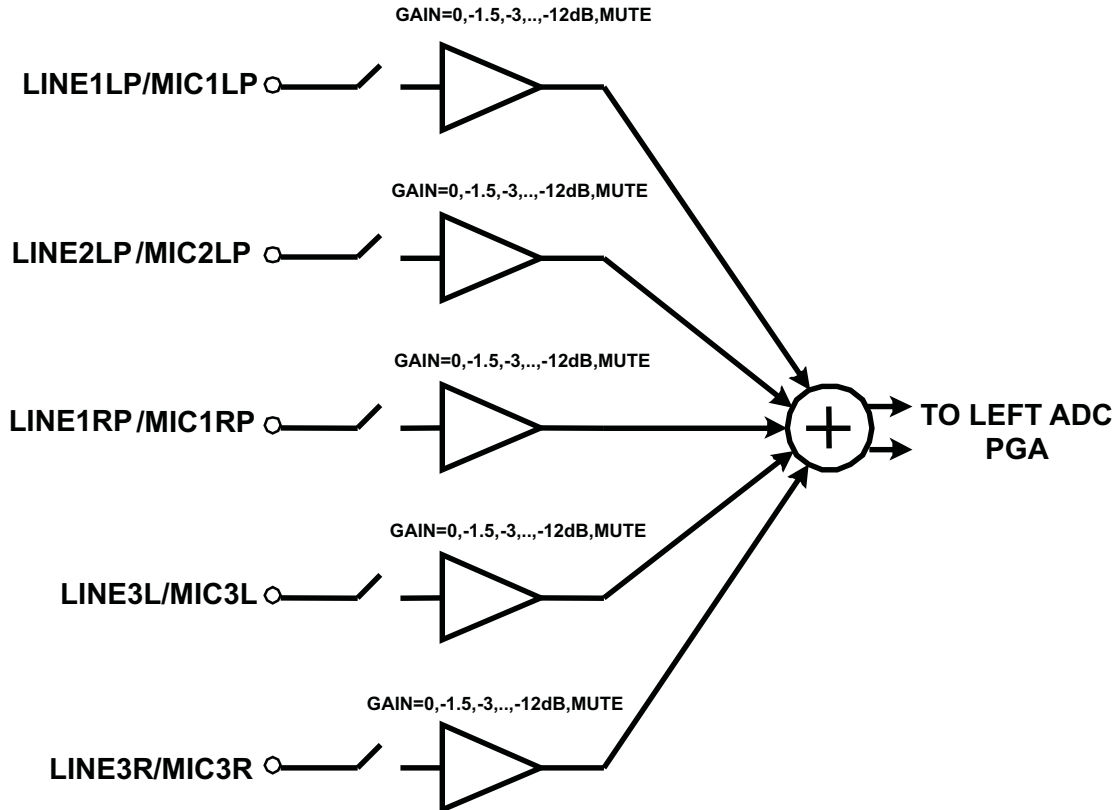 GAIN=0,-1.5,-3,..,-12dB,MUTE
LINE1LP/MIC1LP
GAIN=0,-1.5,-3,..,-12dB,MUTE
LINE2LP/MIC2LP
GAIN=0,-1.5,-3,..,-12dB,MUTE
LINE1RP/MIC1RP
TO LEFT ADC
PGA
GAIN=0,-1.5,-3,..,-12dB,MUTE
LINE3L/MIC3L
GAIN=0,-1.5,-3,..,-12dB,MUTE
LINE3R/MIC3R